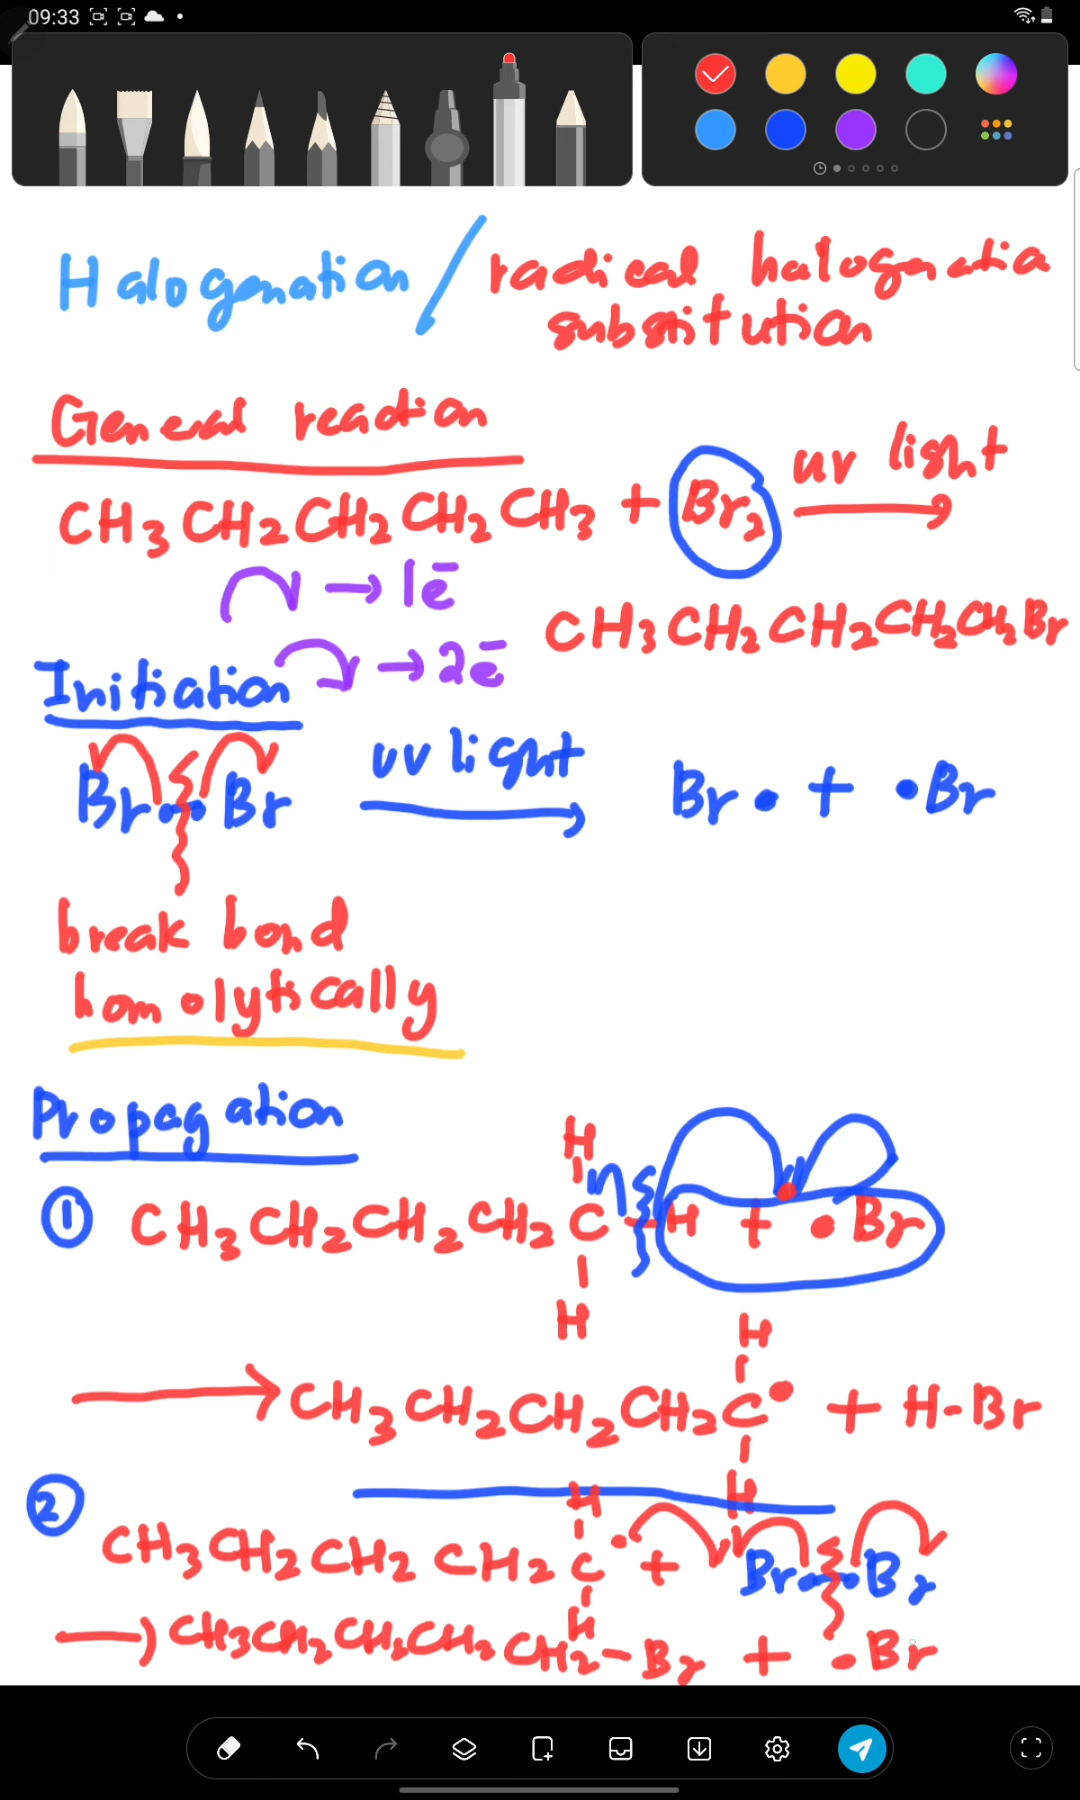 09:33
Halogenation / radical halogenatio
substitution
General reaction
CH3CH2CH2CH2CH3 + Br2 uv light
→ 1e̅
CH3CH2CH2CH2CH2Br
→ 2e̅
Initiation
Br Br uv light Br• + •Br
break bond
homolytically
Propagation
H
① CH3CH2CH2CH2C-H + •Br
H
H
→ CH3CH2CH2CH2C• + H-Br
H
②
H
CH3CH2CH2CH2C• + Br Br
H
→ CH3CH2CH2CH2CH2-Br + •Br